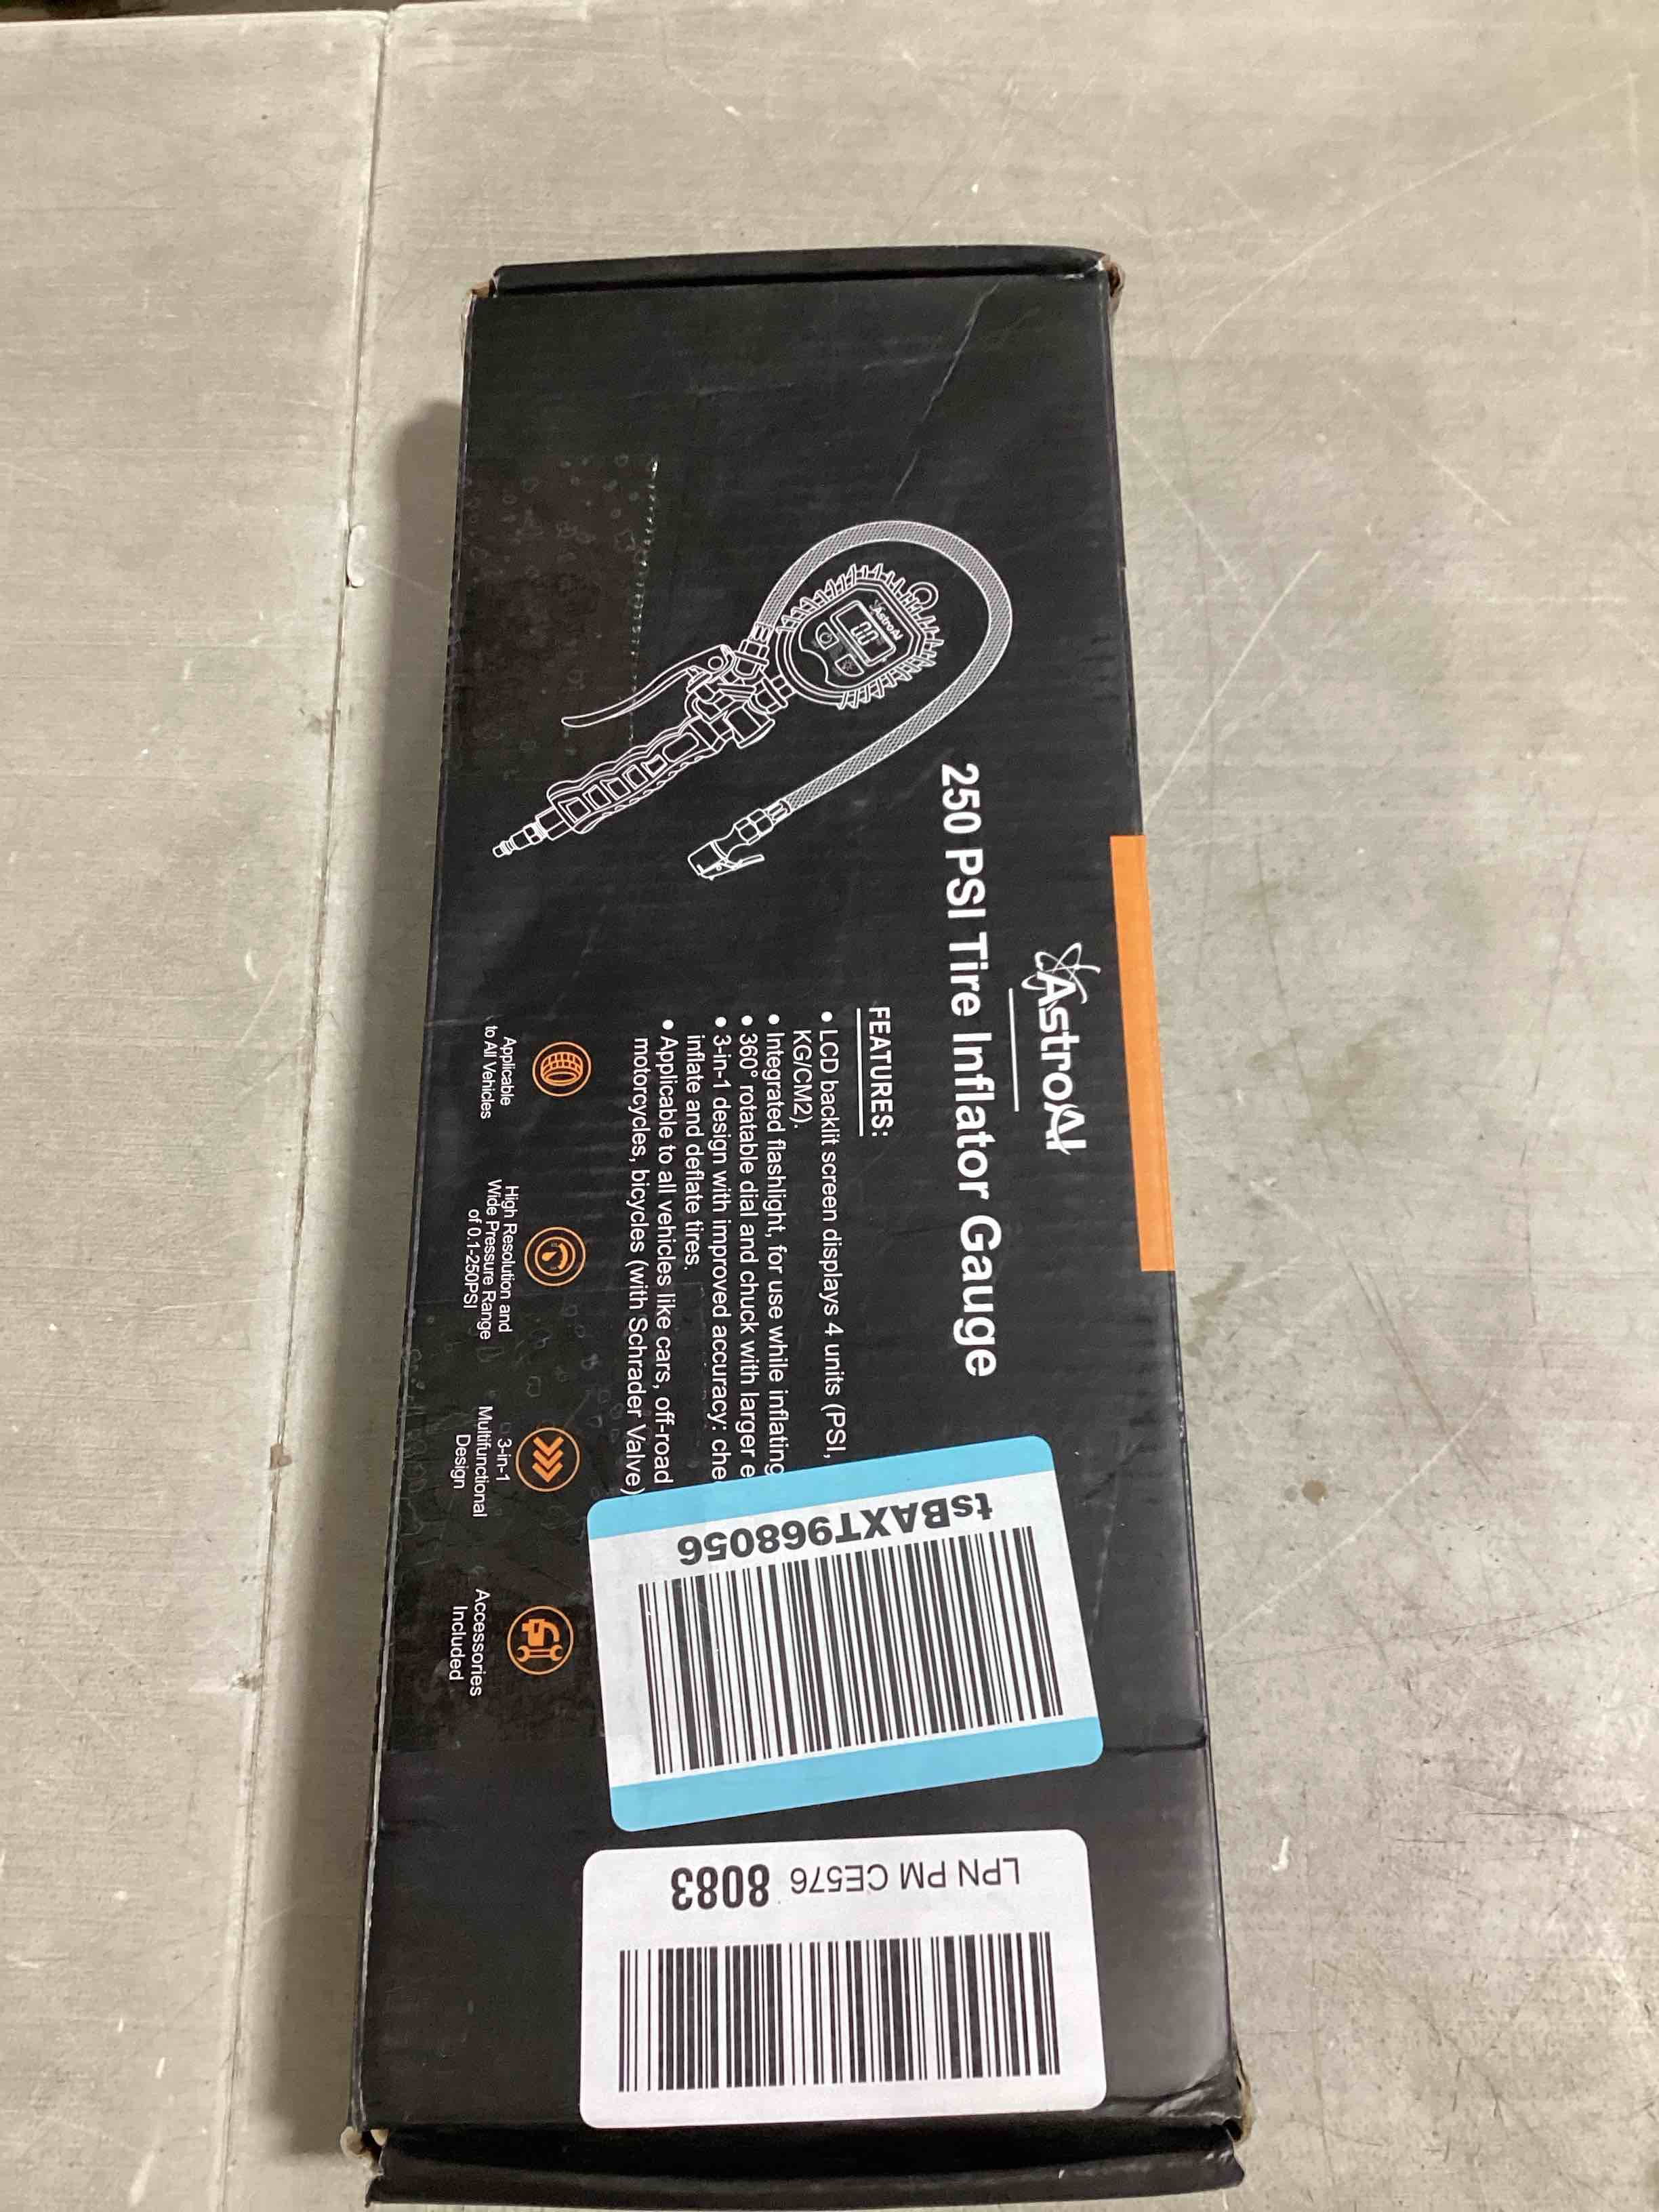 AstroAI
250 PSI Tire Inflator Gauge
AstroAI
FEATURES:
• LCD backlit screen displays 4 units (PSI,
KG/CM2).
• Integrated flashlight, for use while inflating
• 360° rotatable dial and chuck with larger
• 3-in-1 design with improved accuracy:
inflate and deflate tires.
• Applicable to all vehicles like cars, off-road
motorcycles, bicycles (with Schrader Valve)
Applicable
to All Vehicles
High Resolution and
Wide Pressure Range
of 0.1-250PSI
3-in-1
Multifunctional
Design
Accessories
Included
tsBAXT968056
LPN PM CE576 8083